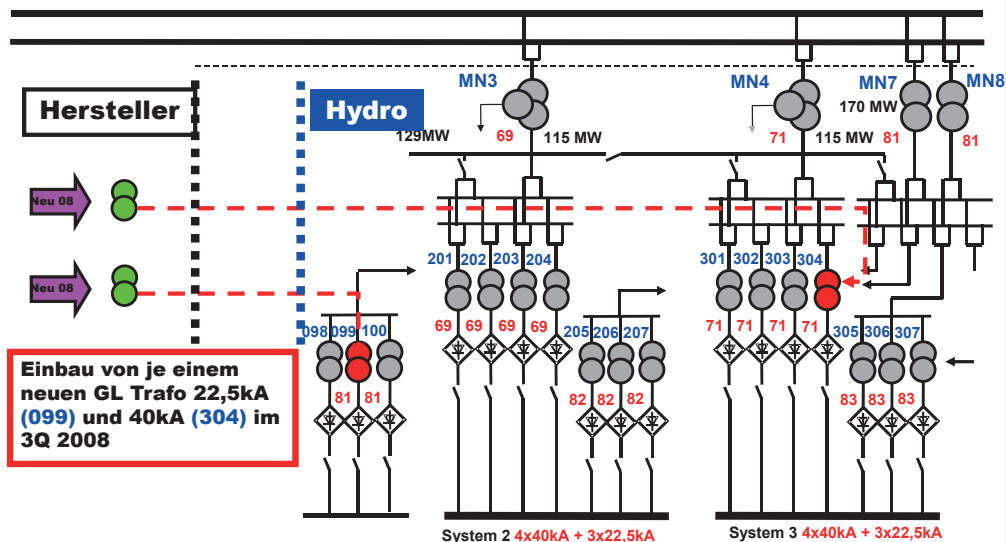 MN3
MN4
MN7
MN8
Hersteller
Hydro
170 MW
129MW
69
115 MW
71
115 MW
81
81
Neu 08
201
202
203
204
301
302
303
304
Neu 08
098
099
100
69
69
69
69
205
206
207
71
71
71
71
305
306
307
Einbau von je einem
neuen GL Trafo 22,5kA
(099) und 40kA (304) im
3Q 2008
81
81
82
82
82
83
83
83
System 2 4x40kA + 3x22,5kA
System 3 4x40kA + 3x22,5kA